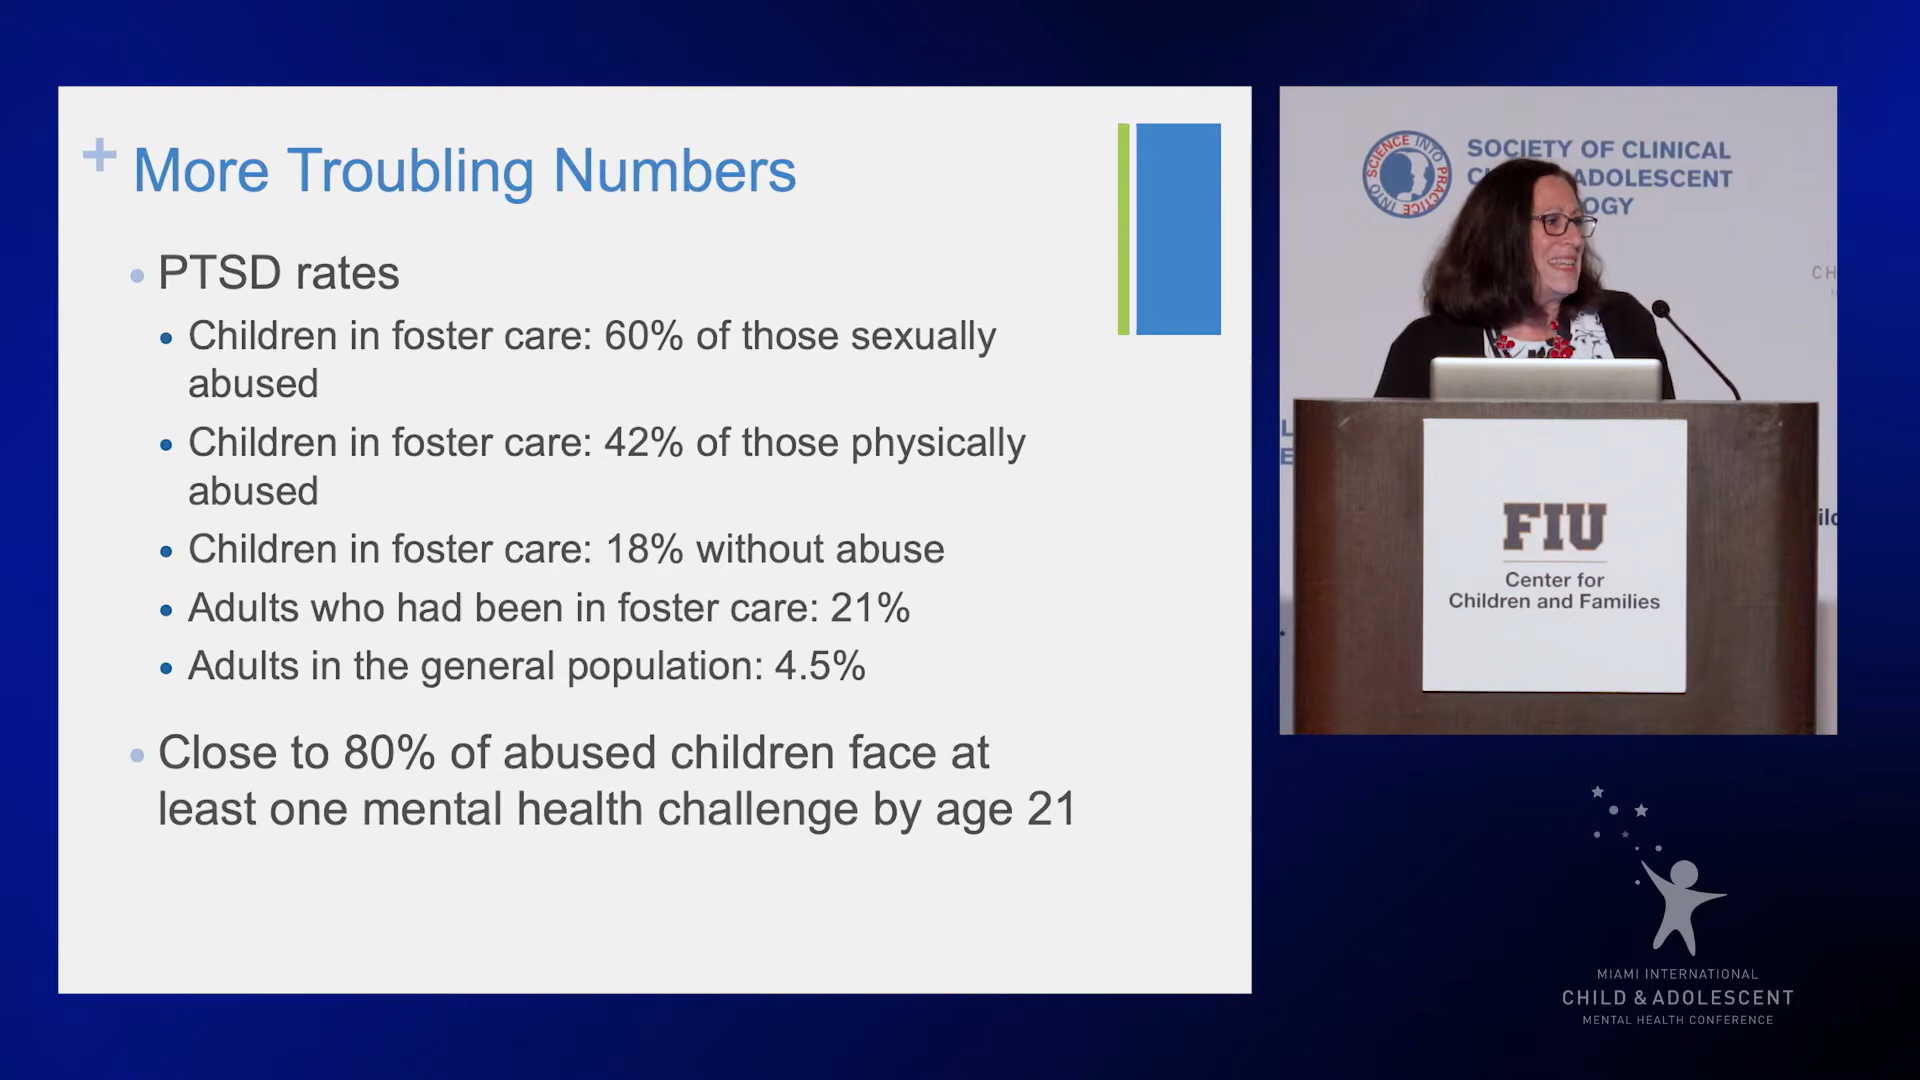 + More Troubling Numbers
• PTSD rates
• Children in foster care: 60% of those sexually
abused
• Children in foster care: 42% of those physically
abused
• Children in foster care: 18% without abuse
• Adults who had been in foster care: 21%
• Adults in the general population: 4.5%
• Close to 80% of abused children face at
least one mental health challenge by age 21
SCIENCE INTO PRACTICE INTO
SOCIETY OF CLINICAL
ADOLESCENT
FIU
Center for
Children and Families
MIAMI INTERNATIONAL
CHILD & ADOLESCENT
MENTAL HEALTH CONFERENCE